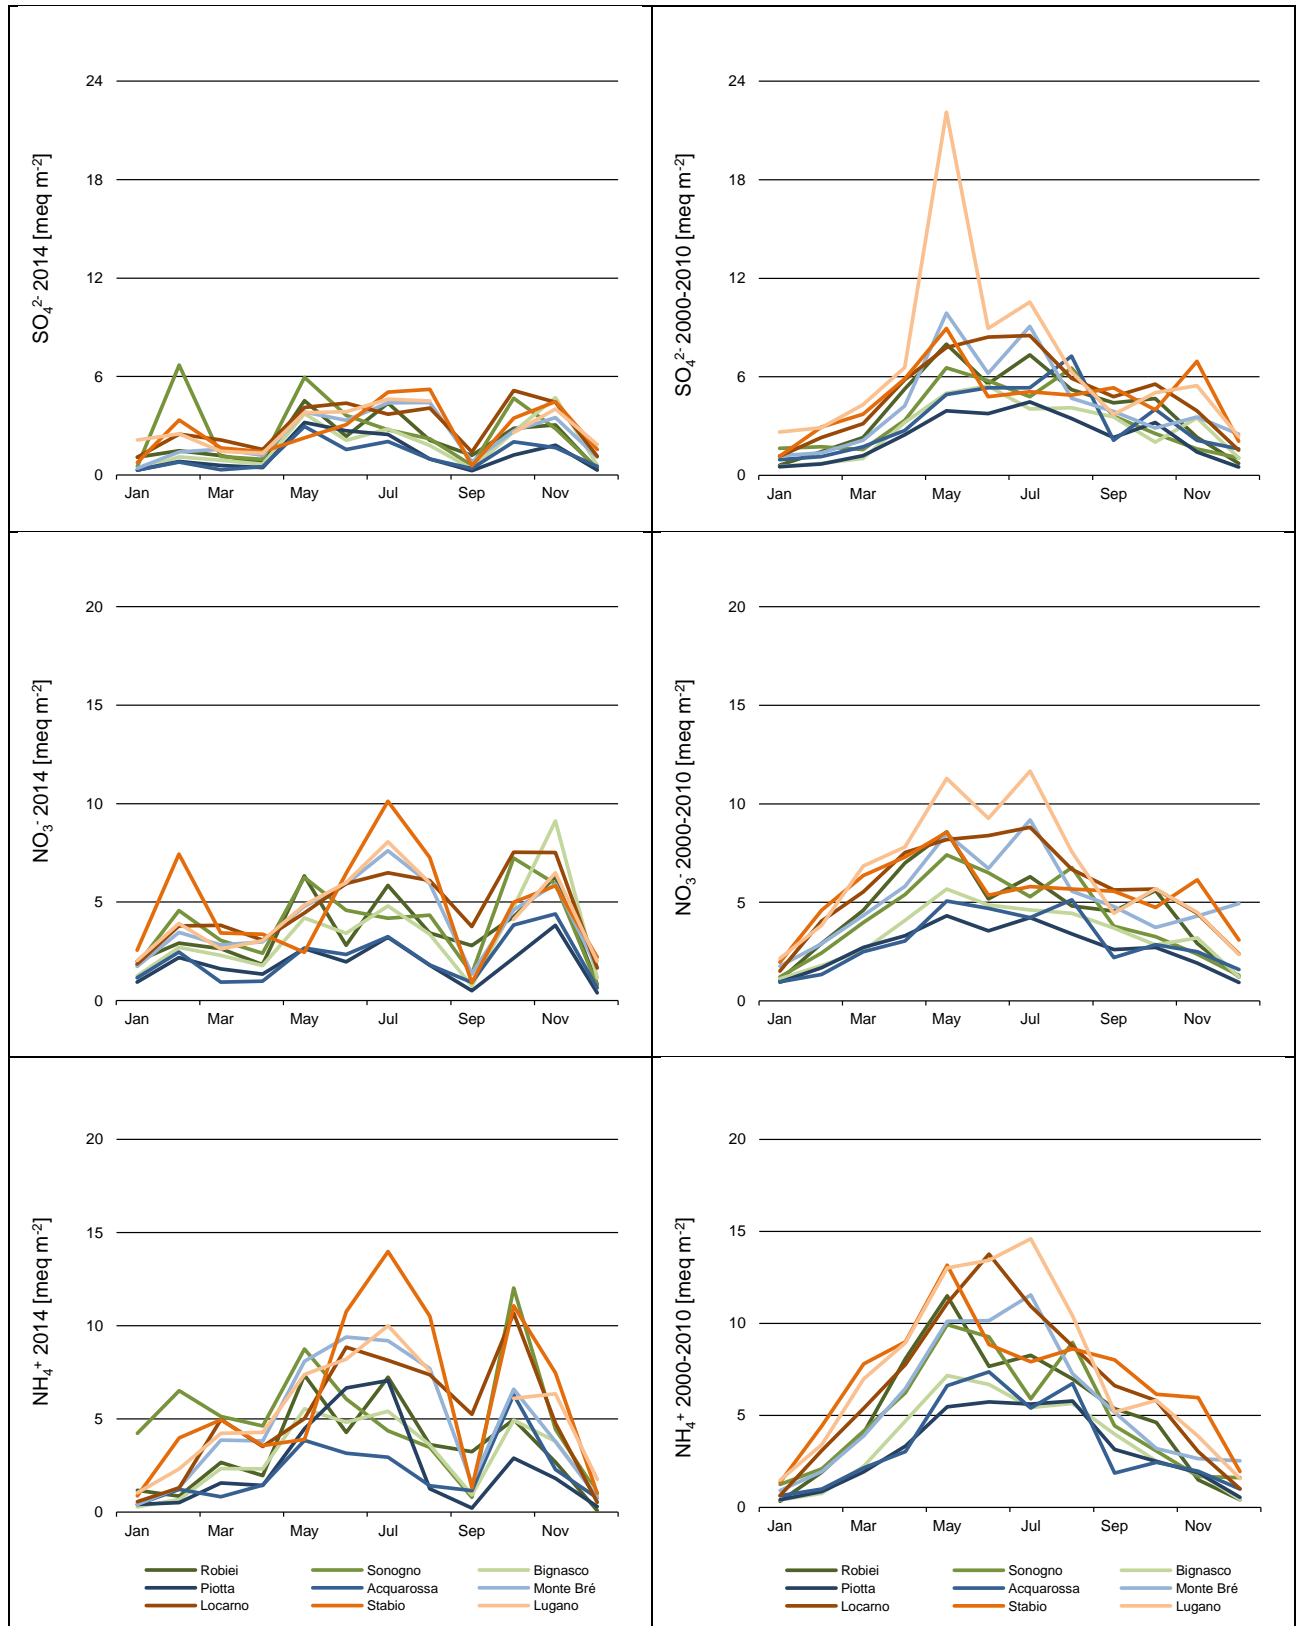 24
18
12
6
0
SO₄²⁻ 2014 [meq m⁻²]
Jan Mar May Jul Sep Nov
24
18
12
6
0
SO₄²⁻ 2000-2010 [meq m⁻²]
Jan Mar May Jul Sep Nov
20
15
10
5
0
NO₃⁻ 2014 [meq m⁻²]
Jan Mar May Jul Sep Nov
20
15
10
5
0
NO₃⁻ 2000-2010 [meq m⁻²]
Jan Mar May Jul Sep Nov
20
15
10
5
0
NH₄⁺ 2014 [meq m⁻²]
Jan Mar May Jul Sep Nov
Robiei Sonogno Bignasco
Piotta Acquarossa Monte Bré
Locarno Stabio Lugano
20
15
10
5
0
NH₄⁺ 2000-2010 [meq m⁻²]
Jan Mar May Jul Sep Nov
Robiei Sonogno Bignasco
Piotta Acquarossa Monte Bré
Locarno Stabio Lugano